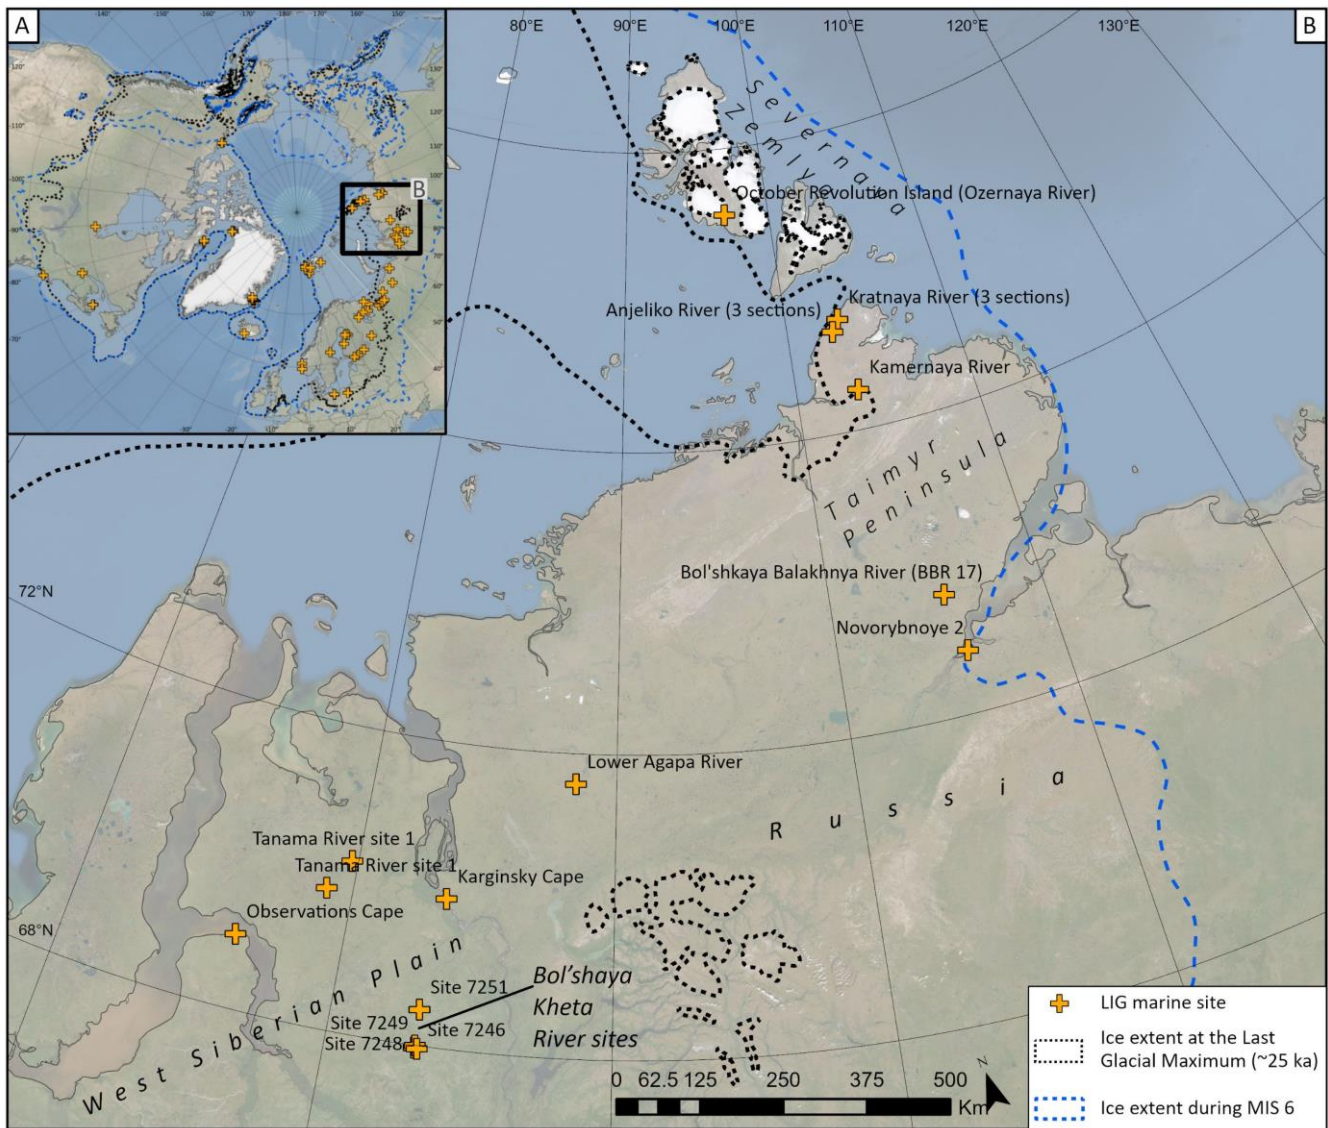 A
B
80°E
90°E
100°E
110°E
120°E
130°E
B
Severnaya
Zemlya
October Revolution Island (Ozernaya River)
Kratnaya River (3 sections)
Anjeliko River (3 sections)
Kamernaya River
Taimyr
Peninsula
Bol'shkaya Balakhnya River (BBR 17)
72°N
Novorybnoye 2
Lower Agapa River
Russia
Tanama River site 1
Tanama River site 1
Karginsky Cape
Observations Cape
68°N
West Siberian Plain
Bol'shaya
Kheta
River sites
Site 7251
Site 7249
Site 7246
Site 7248
0 62.5 125 250 375 500
Km
N
LIG marine site
Ice extent at the Last
Glacial Maximum (~25 ka)
Ice extent during MIS 6